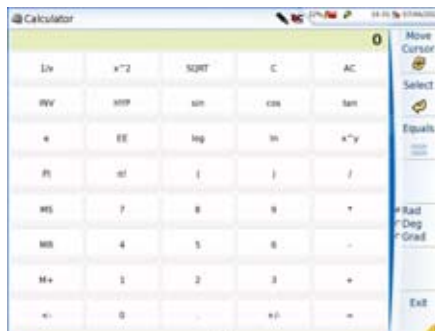 Calculator
0
Move
Cursor
1/x x^2 SQRT C AC
Select
INV HYP sin cos tan
Equals
e EE log ln x^y
PI n! ( ) /
MS 7 8 9 *
Rad
Deg
Grad
MR 4 5 6 -
M+ 1 2 3 +
Exit
<- 0 . +/- =